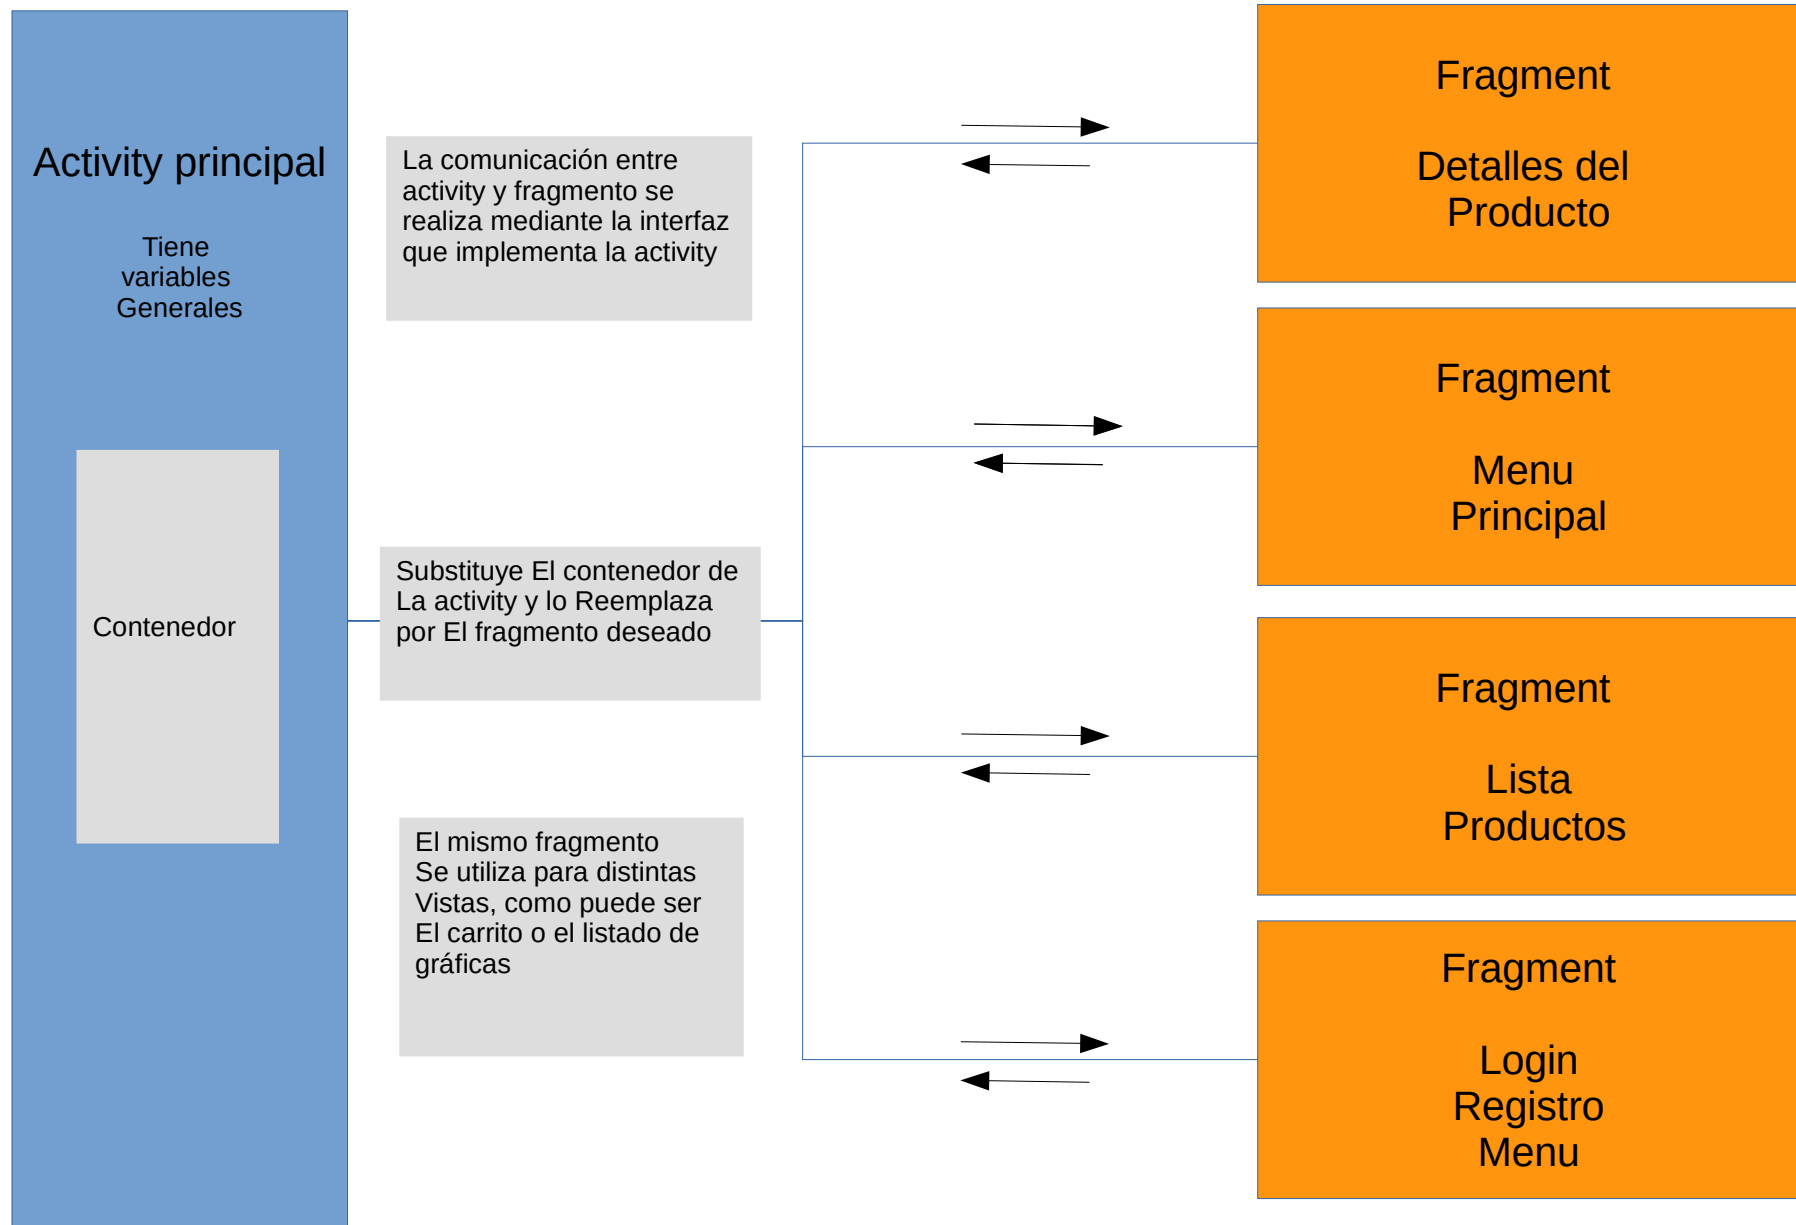 Activity principal
Tiene
variables
Generales
Contenedor
La comunicación entre
activity y fragmento se
realiza mediante la interfaz
que implementa la activity
Substituye El contenedor de
La activity y lo Reemplaza
por El fragmento deseado
El mismo fragmento
Se utiliza para distintas
Vistas, como puede ser
El carrito o el listado de
gráficas
Fragment
Detalles del
Producto
Fragment
Menu
Principal
Fragment
Lista
Productos
Fragment
Login
Registro
Menu